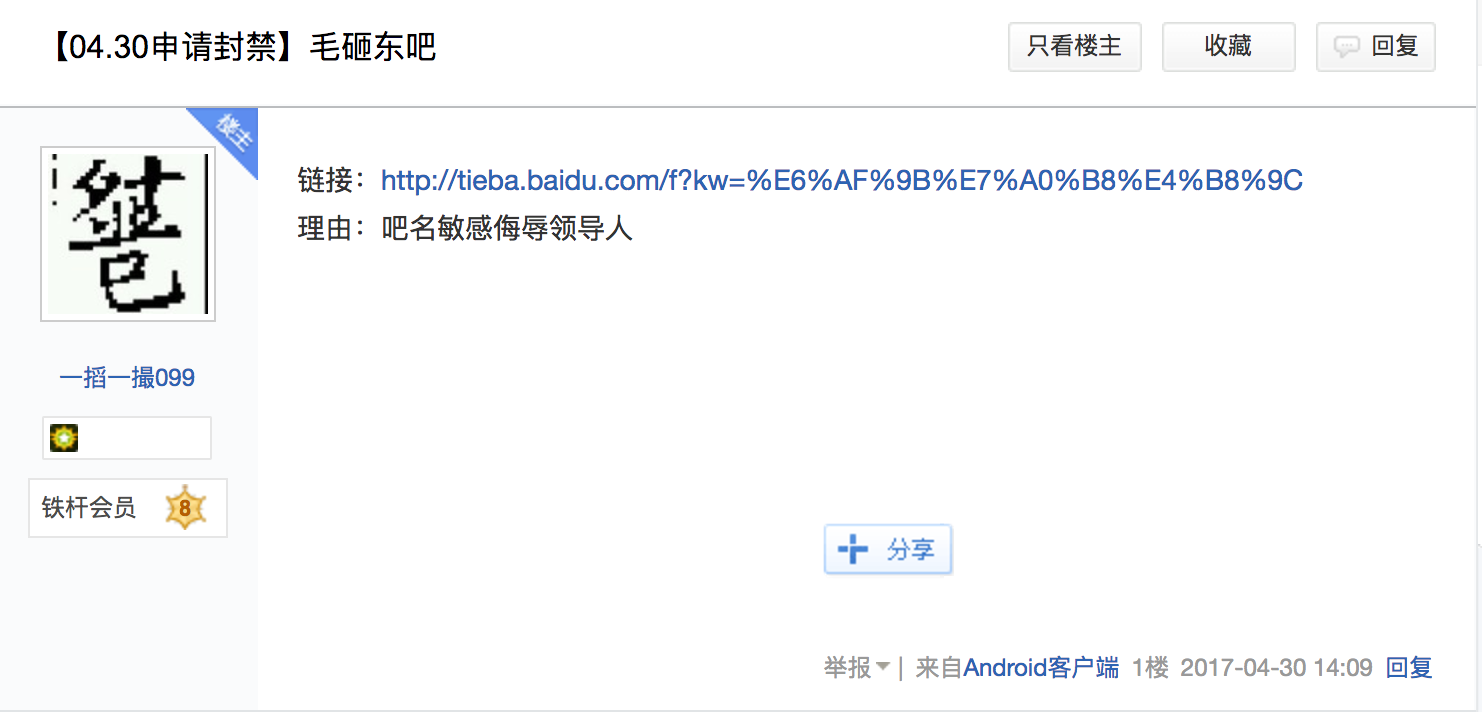 【04.30申请封禁】毛砸东吧
只看楼主
收藏
回复
楼主
链接：http://tieba.baidu.com/f?kw=%E6%AF%9B%E7%A0%B8%E4%B8%9C
理由：吧名敏感侮辱领导人
一搯一撮099
铁杆会员 8
分享
举报 | 来自Android客户端 1楼 2017-04-30 14:09 回复